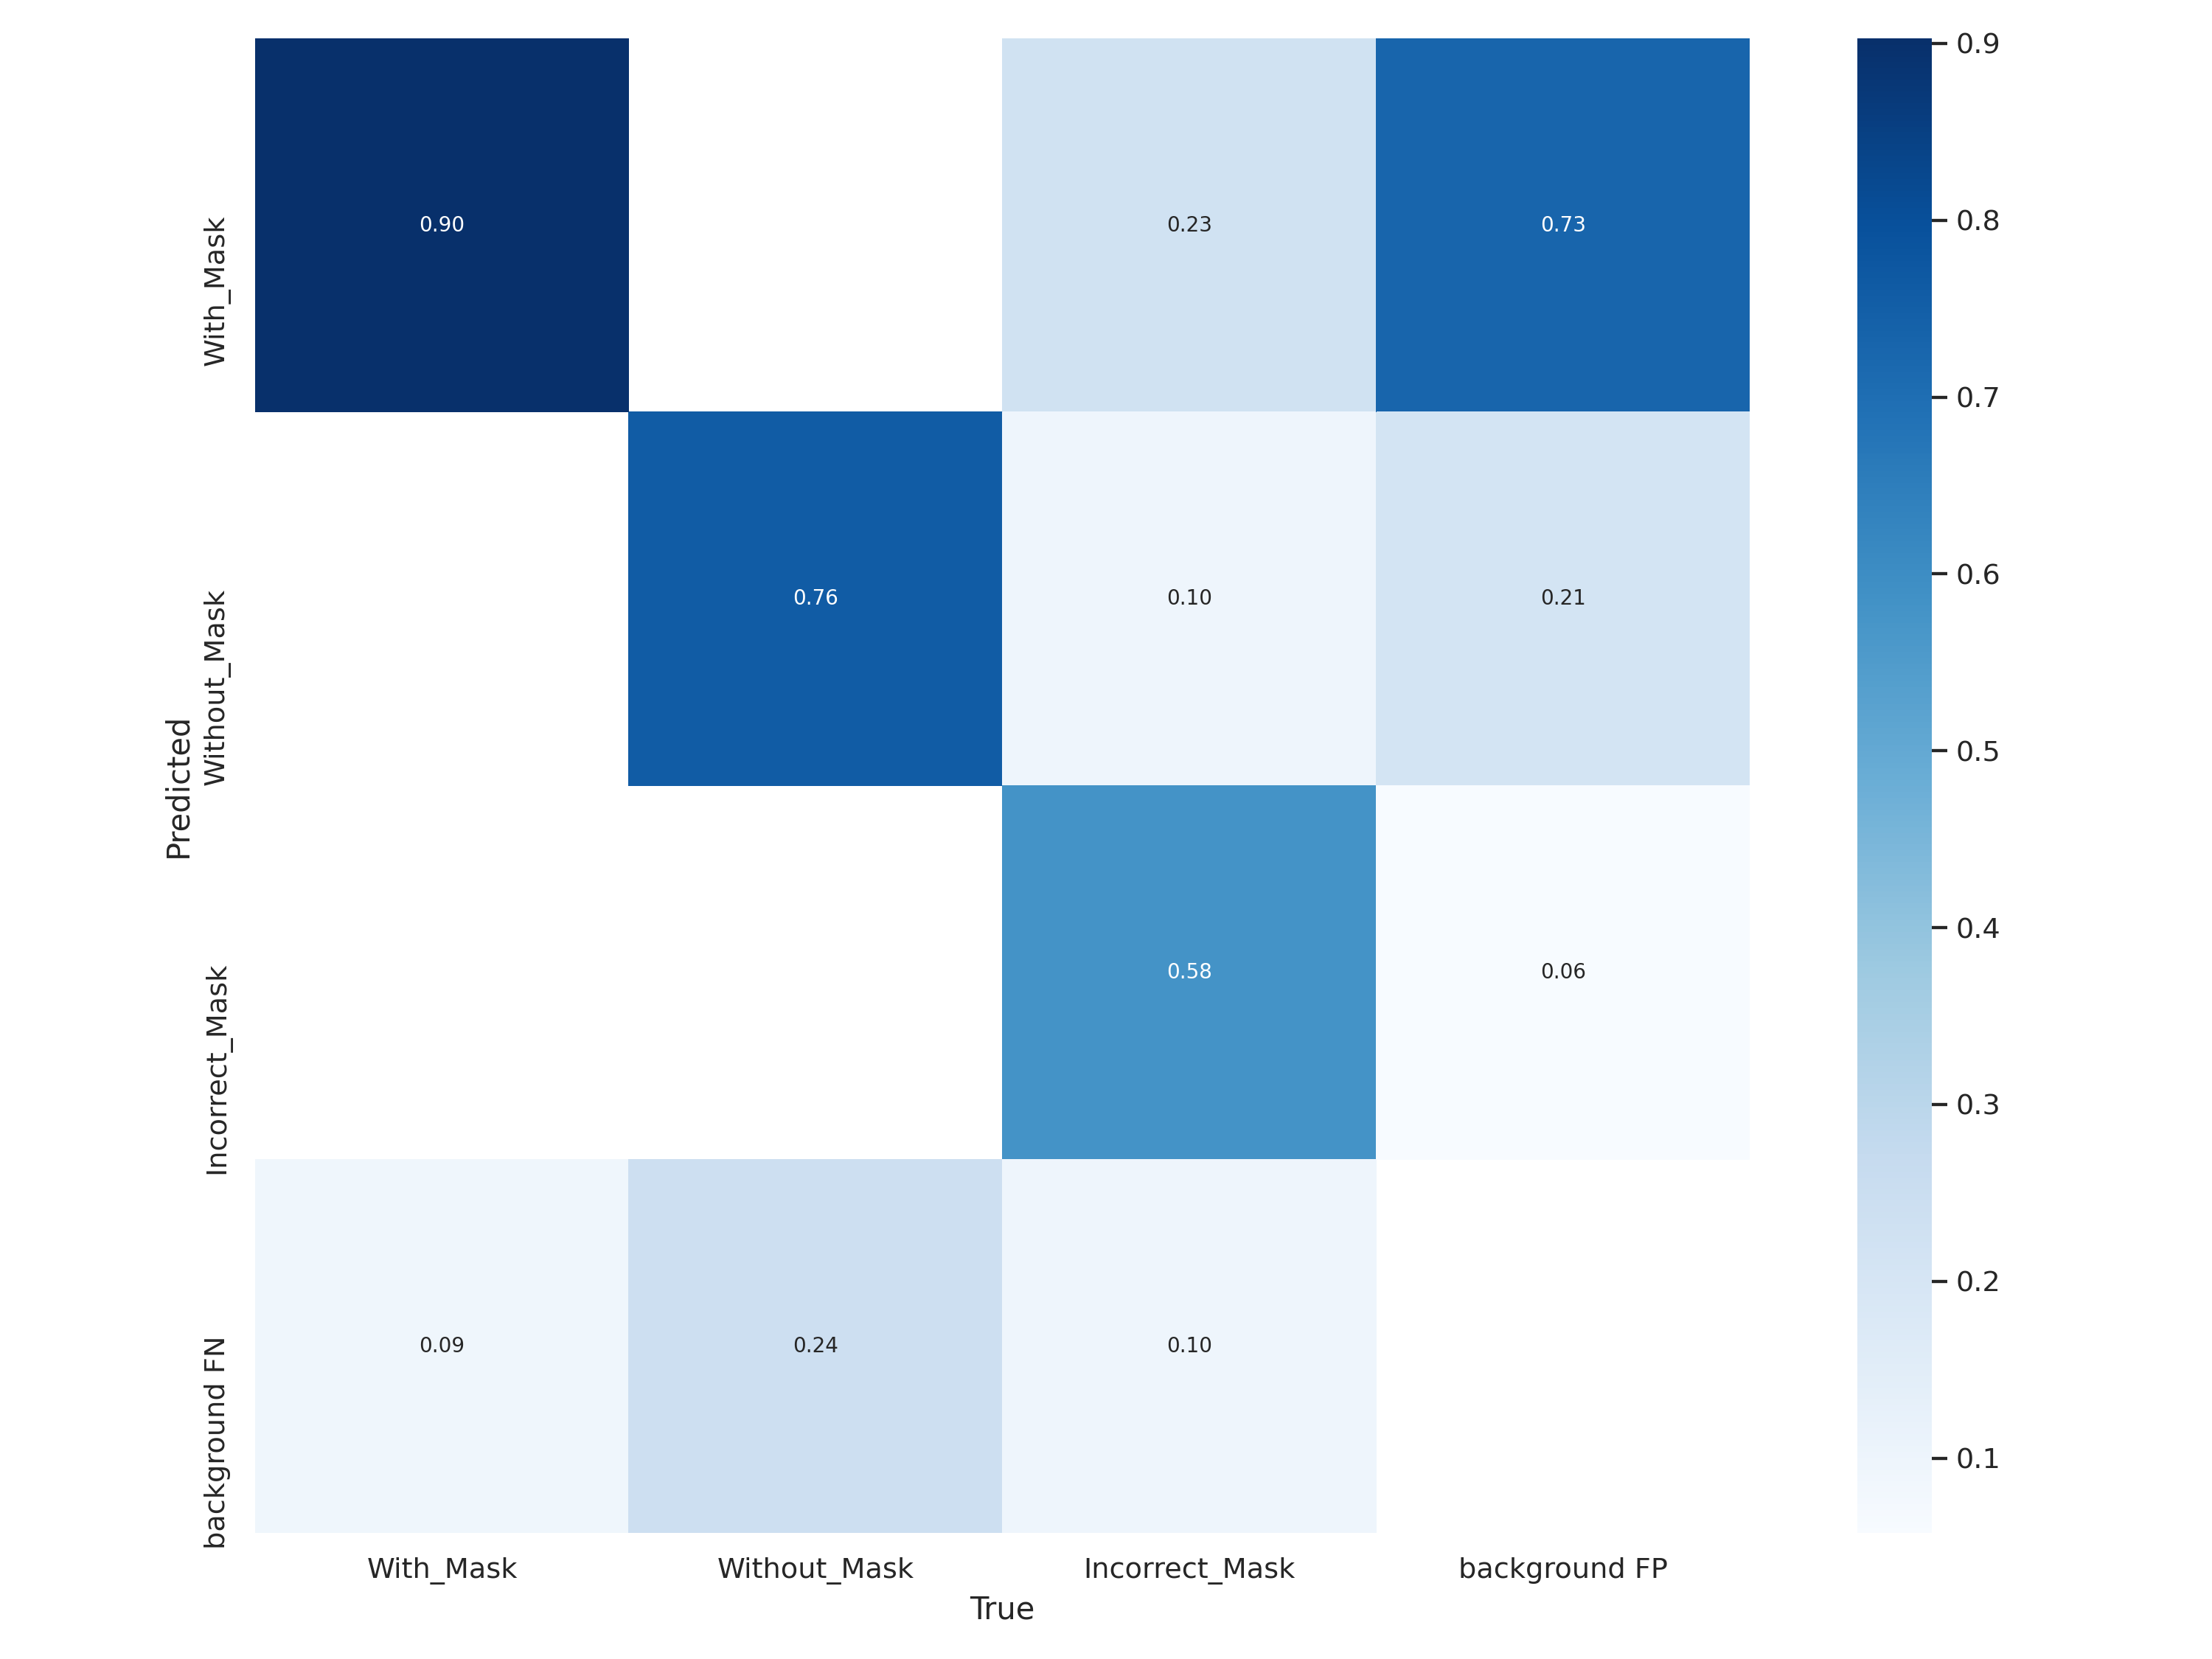 With_Mask
0.90
0.23
0.73
Without_Mask
0.76
0.10
0.21
Predicted
Incorrect_Mask
0.58
0.06
background FN
0.09
0.24
0.10
With_Mask
Without_Mask
Incorrect_Mask
background FP
True
0.9
0.8
0.7
0.6
0.5
0.4
0.3
0.2
0.1